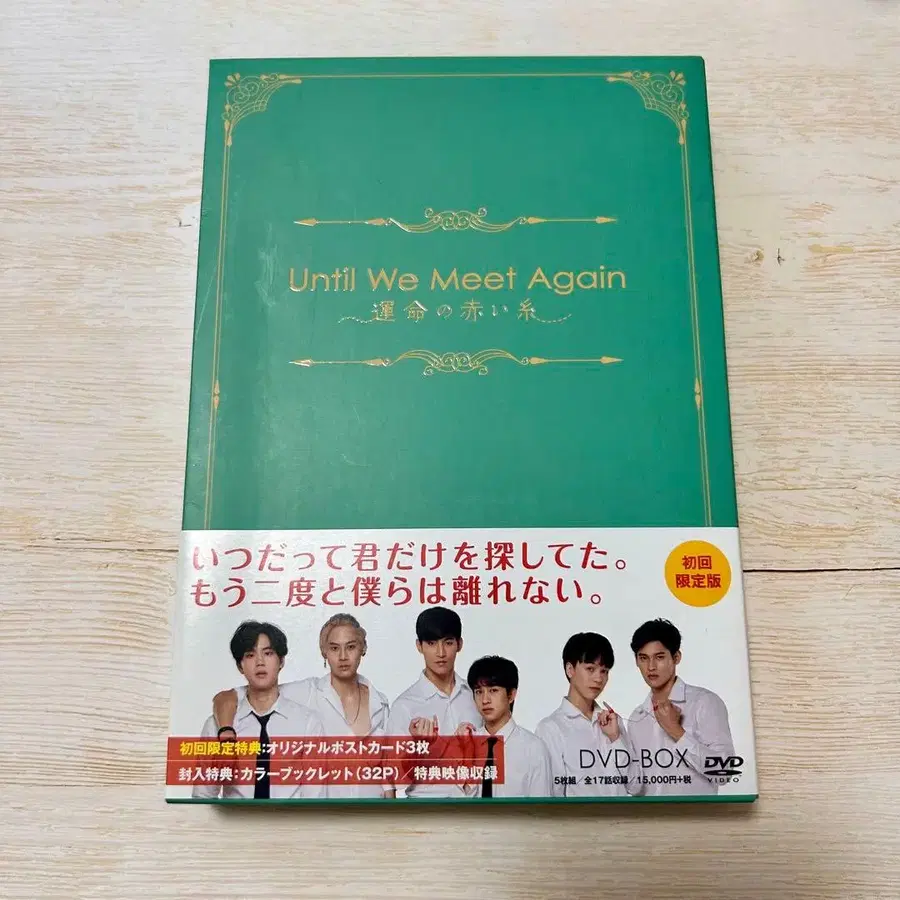 Until We Meet Again
運命の赤い糸
いつだって君だけを探してた。
もう二度と僕らは離れない。
初回
限定版
初回限定特典:オリジナルポストカード3枚
封入特典:カラーブックレット(32P)/特典映像収録
DVD-BOX
DVD
VIDEO
5枚組/全17話収録/15,000円+税